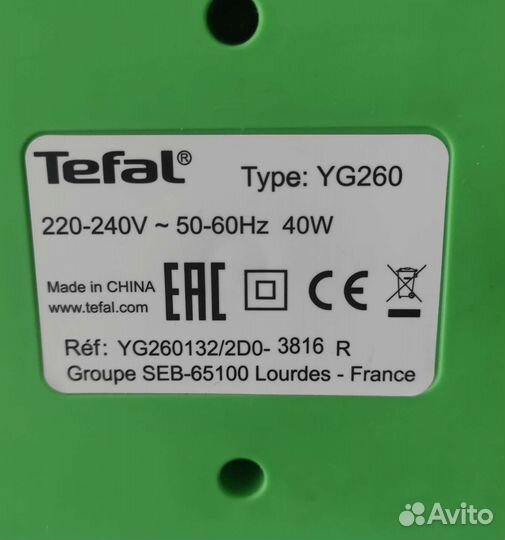 Tefal® Type: YG260
220-240V ~ 50-60Hz 40W
Made in CHINA
www.tefal.com
EAC CE
Réf: YG260132/2D0- 3816 R
Groupe SEB-65100 Lourdes - France
Avito